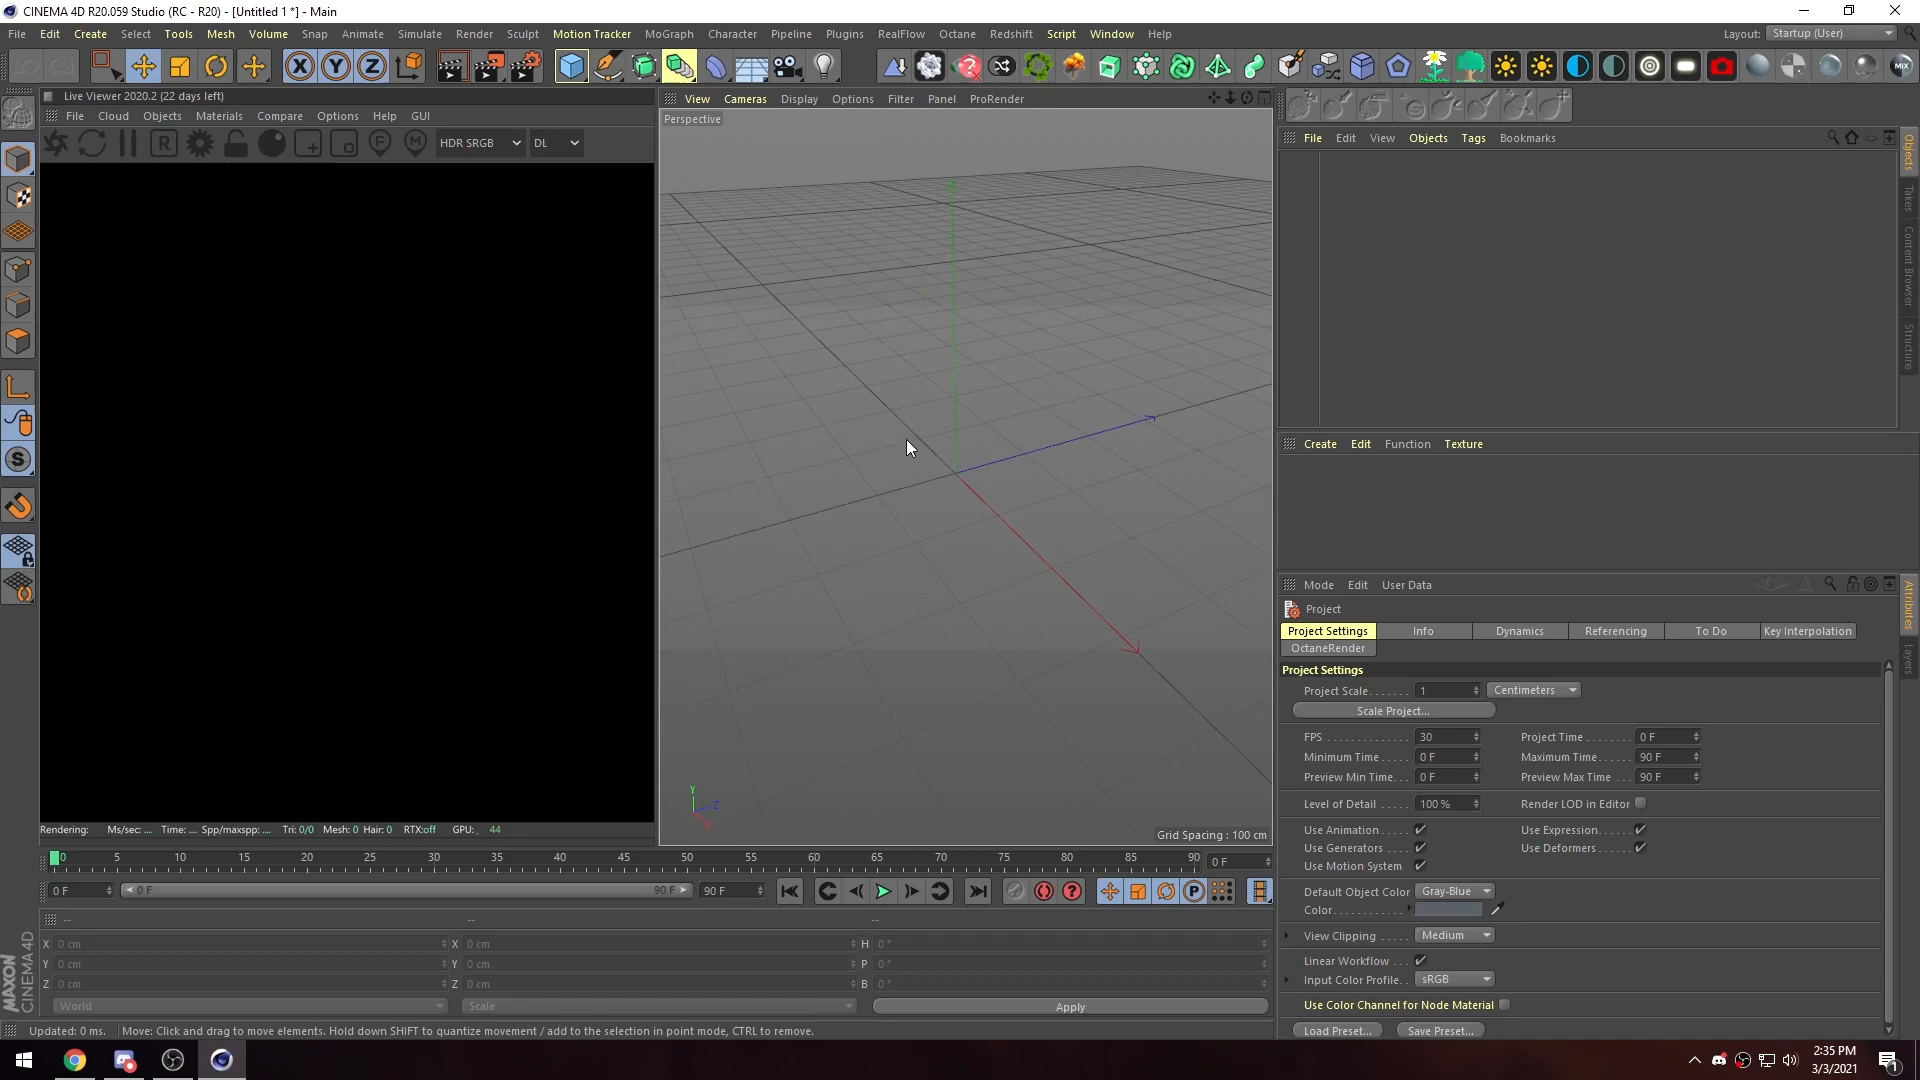 CINEMA 4D R20.059 Studio (RC - R20) - [Untitled 1 *] - Main
File Edit Create Select Tools Mesh Volume Snap Animate Simulate Render Sculpt Motion Tracker MoGraph Character Pipeline Plugins RealFlow Octane Redshift Script Window Help
Layout: Startup (User)
X Y Z
MIX
Live Viewer 2020.2 (22 days left)
File Cloud Objects Materials Compare Options Help GUI
R F M HDR SRGB DL
View Cameras Display Options Filter Panel ProRender
Perspective
Y
Z
X
Grid Spacing : 100 cm
Rendering: Ms/sec: .... Time: .... Spp/maxspp: .... Tri: 0/0 Mesh: 0 Hair: 0 RTX:off GPU: 44
0 5 10 15 20 25 30 35 40 45 50 55 60 65 70 75 80 85 90 0 F
0 F 0 F 90 F 90 F
-- -- --
X 0 cm X 0 cm H 0 °
Y 0 cm Y 0 cm P 0 °
Z 0 cm Z 0 cm B 0 °
World Scale Apply
MAXON
CINEMA 4D
Updated: 0 ms. Move: Click and drag to move elements. Hold down SHIFT to quantize movement / add to the selection in point mode, CTRL to remove.
File Edit View Objects Tags Bookmarks
Objects
Takes
Content Browser
Structure
Create Edit Function Texture
Mode Edit User Data
Attributes
Layers
Project
Project Settings Info Dynamics Referencing To Do Key Interpolation
OctaneRender
Project Settings
Project Scale....... 1 Centimeters
Scale Project...
FPS .............. 30 Project Time ........ 0 F
Minimum Time..... 0 F Maximum Time...... 90 F
Preview Min Time... 0 F Preview Max Time ... 90 F
Level of Detail ..... 100 % Render LOD in Editor
Use Animation..... Use Expression......
Use Generators .... Use Deformers.......
Use Motion System
Default Object Color Gray-Blue
Color............
View Clipping ..... Medium
Linear Workflow ...
Input Color Profile. . sRGB
Use Color Channel for Node Material
Load Preset... Save Preset...
2:35 PM
3/3/2021
1